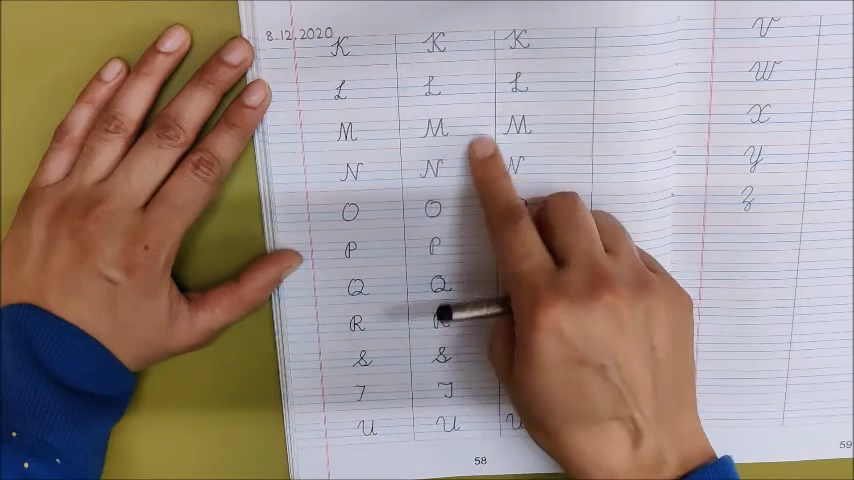 8.12.2020
K K K
L L L
M M M
N N N
O O
P P
Q Q
R R
S S
T T
U U U
58
V
W
X
Y
Z
59